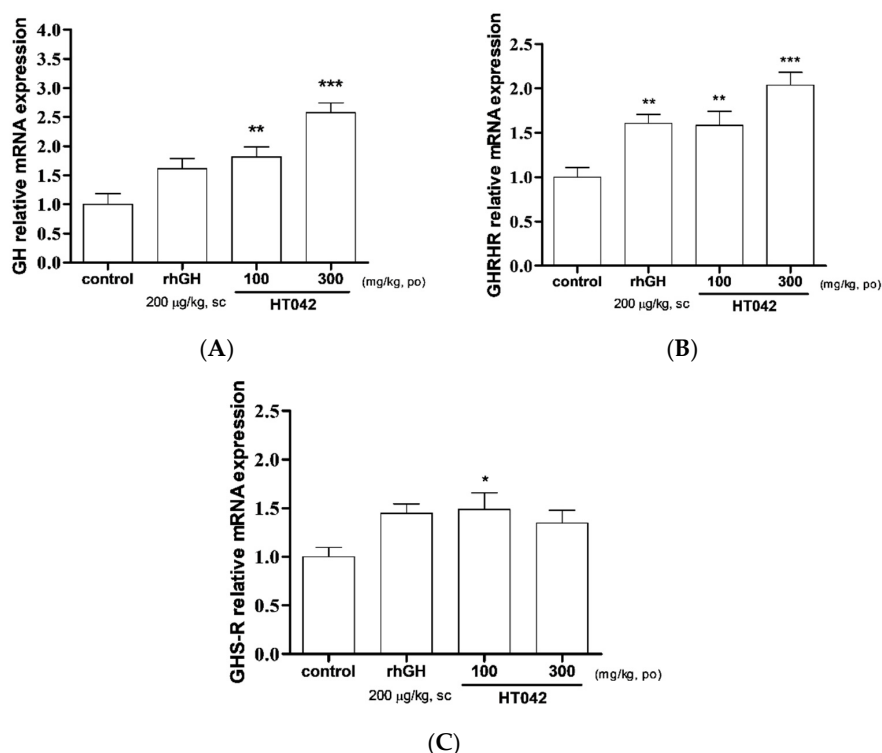 GH relative mRNA expression
4.0
3.5
3.0
2.5
2.0
1.5
1.0
0.5
0.0
**
***
control rhGH 100 300 (mg/kg, po)
200 μg/kg, sc HT042
(A)
GHRHR relative mRNA expression
2.5
2.0
1.5
1.0
0.5
0.0
**
**
***
control rhGH 100 300 (mg/kg, po)
200 μg/kg, sc HT042
(B)
GHS-R relative mRNA expression
2.5
2.0
1.5
1.0
0.5
0.0
*
control rhGH 100 300 (mg/kg, po)
200 μg/kg, sc HT042
(C)